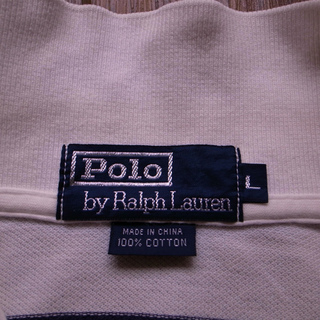 Polo
by Ralph Lauren
L
MADE IN CHINA
100% COTTON